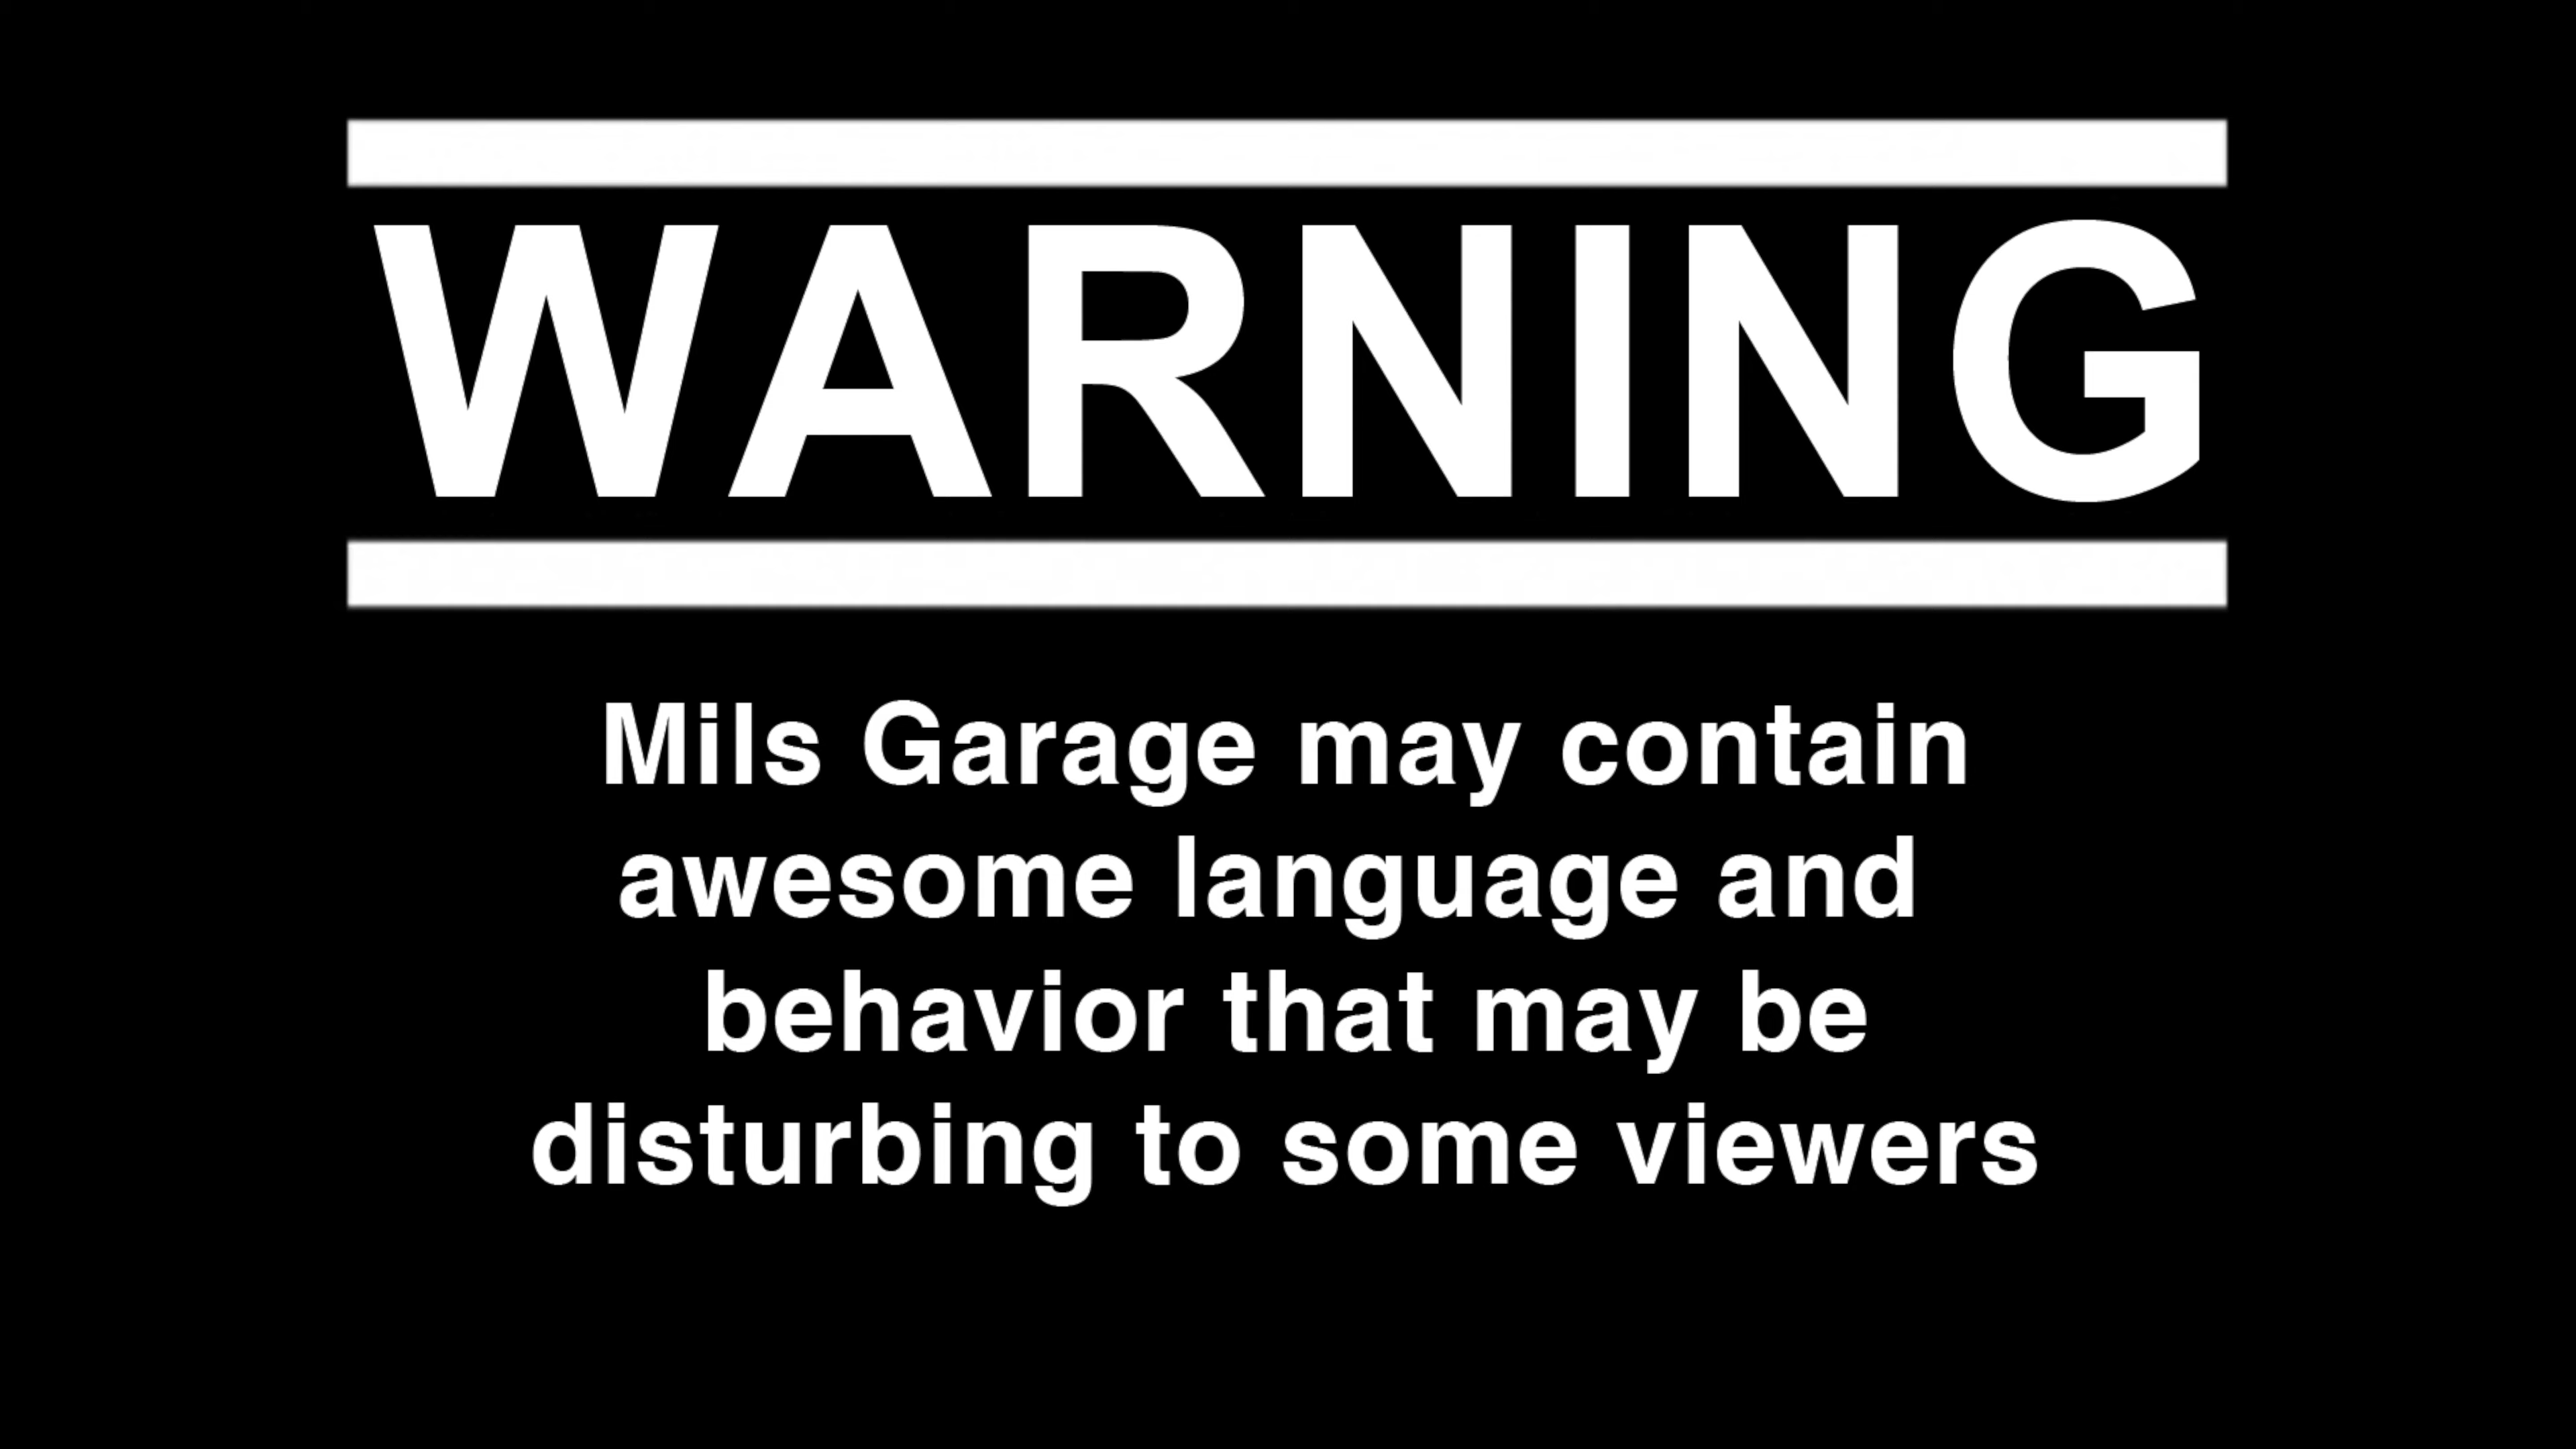 WARNING
Mils Garage may contain
awesome language and
behavior that may be
disturbing to some viewers